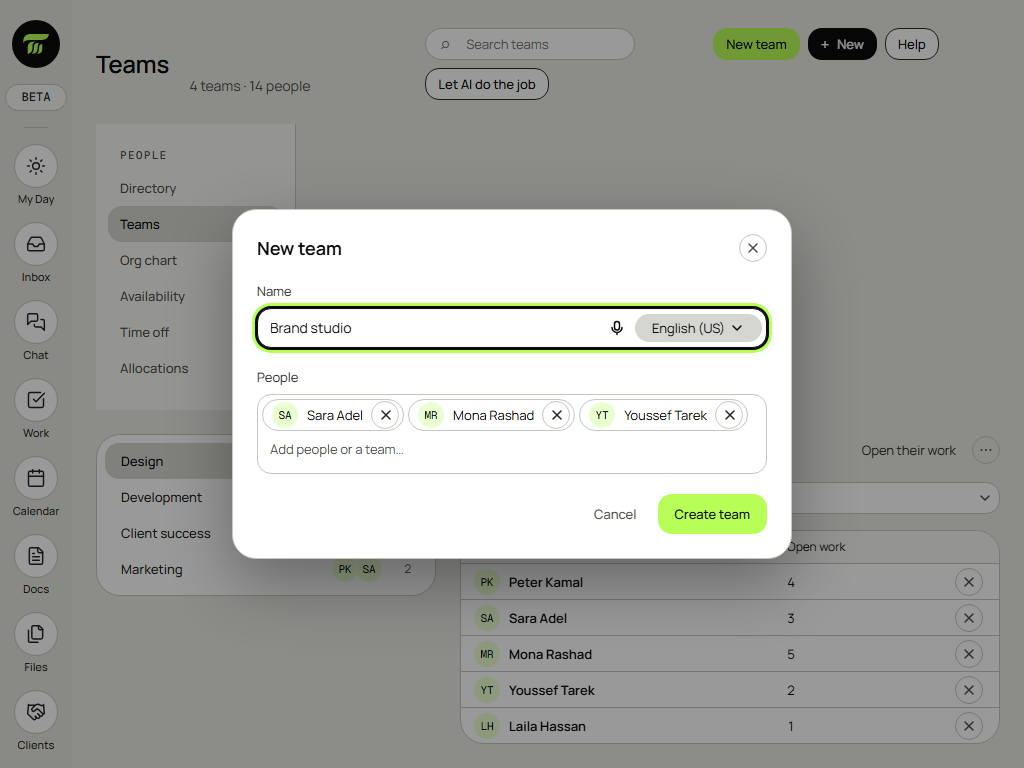 BETA
My Day
Inbox
Chat
Work
Calendar
Docs
Files
Clients
Teams
4 teams · 14 people
Search teams
New team
+ New
Help
Let AI do the job
PEOPLE
Directory
Teams
Org chart
Availability
Time off
Allocations
Design
Development
Client success
Marketing PK SA 2
New team
Name
Brand studio English (US)
People
SA Sara Adel MR Mona Rashad YT Youssef Tarek
Add people or a team...
Cancel Create team
Open their work
Open work
PK Peter Kamal 4
SA Sara Adel 3
MR Mona Rashad 5
YT Youssef Tarek 2
LH Laila Hassan 1